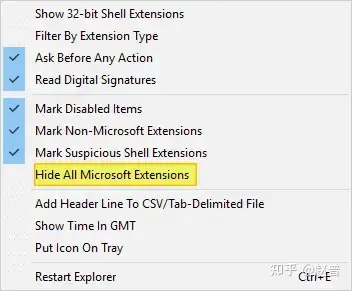 Show 32-bit Shell Extensions
Filter By Extension Type
Ask Before Any Action
Read Digital Signatures
Mark Disabled Items
Mark Non-Microsoft Extensions
Mark Suspicious Shell Extensions
Hide All Microsoft Extensions
Add Header Line To CSV/Tab-Delimited File
Show Time In GMT
Put Icon On Tray
Restart Explorer Ctrl+E
知乎 @赵普